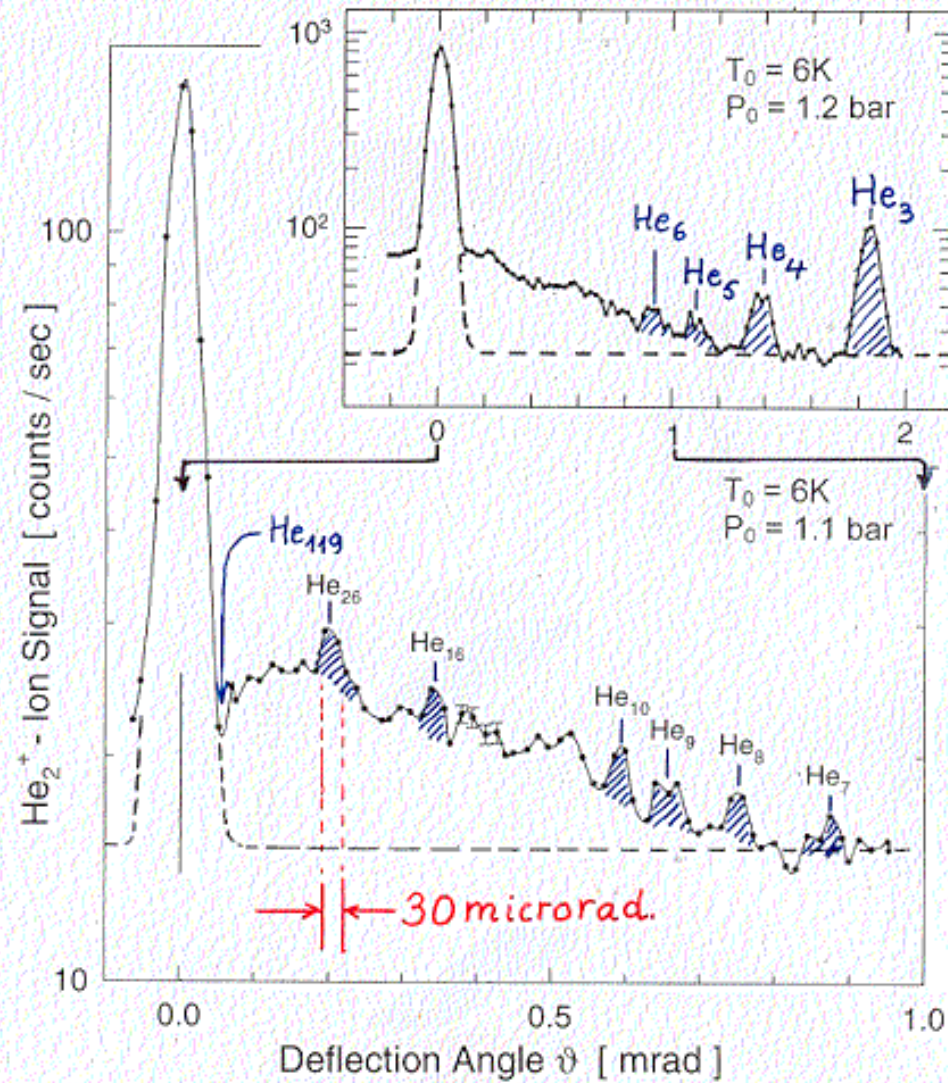 10³
10²
T₀ = 6K
P₀ = 1.2 bar
He₆
He₅
He₄
He₃
0 1 2
T₀ = 6K
P₀ = 1.1 bar
100
10
He₂⁺ - Ion Signal [ counts / sec ]
He₁₁₉
He₂₆
He₁₆
He₁₀
He₉
He₈
He₇
30 microrad.
0.0 0.5 1.0
Deflection Angle ϑ [ mrad ]